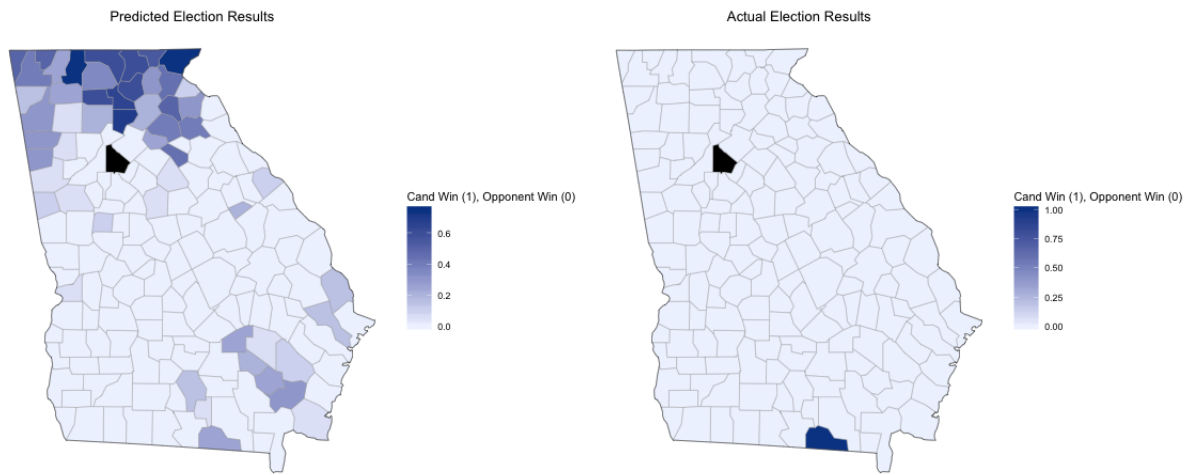 Predicted Election Results
Cand Win (1), Opponent Win (0)
0.6
0.4
0.2
0.0
Actual Election Results
Cand Win (1), Opponent Win (0)
1.00
0.75
0.50
0.25
0.00